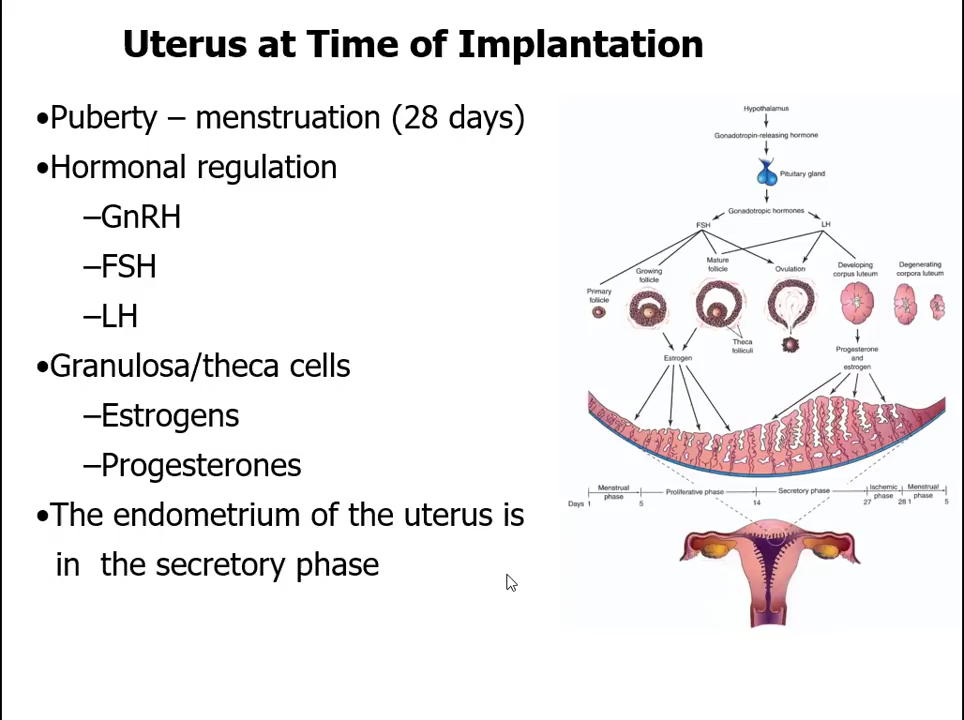 Uterus at Time of Implantation
•Puberty – menstruation (28 days)
•Hormonal regulation
–GnRH
–FSH
–LH
•Granulosa/theca cells
–Estrogens
–Progesterones
•The endometrium of the uterus is
in the secretory phase
Hypothalamus
Gonadotropin-releasing hormone
Pituitary gland
Gonadotropic hormones
FSH
LH
Primary
follicle
Growing
follicle
Mature
follicle
Ovulation
Developing
corpus luteum
Degenerating
corpora luteum
Theca
folliculi
Estrogen
Progesterone
and
estrogen
Menstrual
phase
Proliferative phase
Secretory phase
Ischemic
phase
Menstrual
phase
Days 1 5 14 27 28 1 5